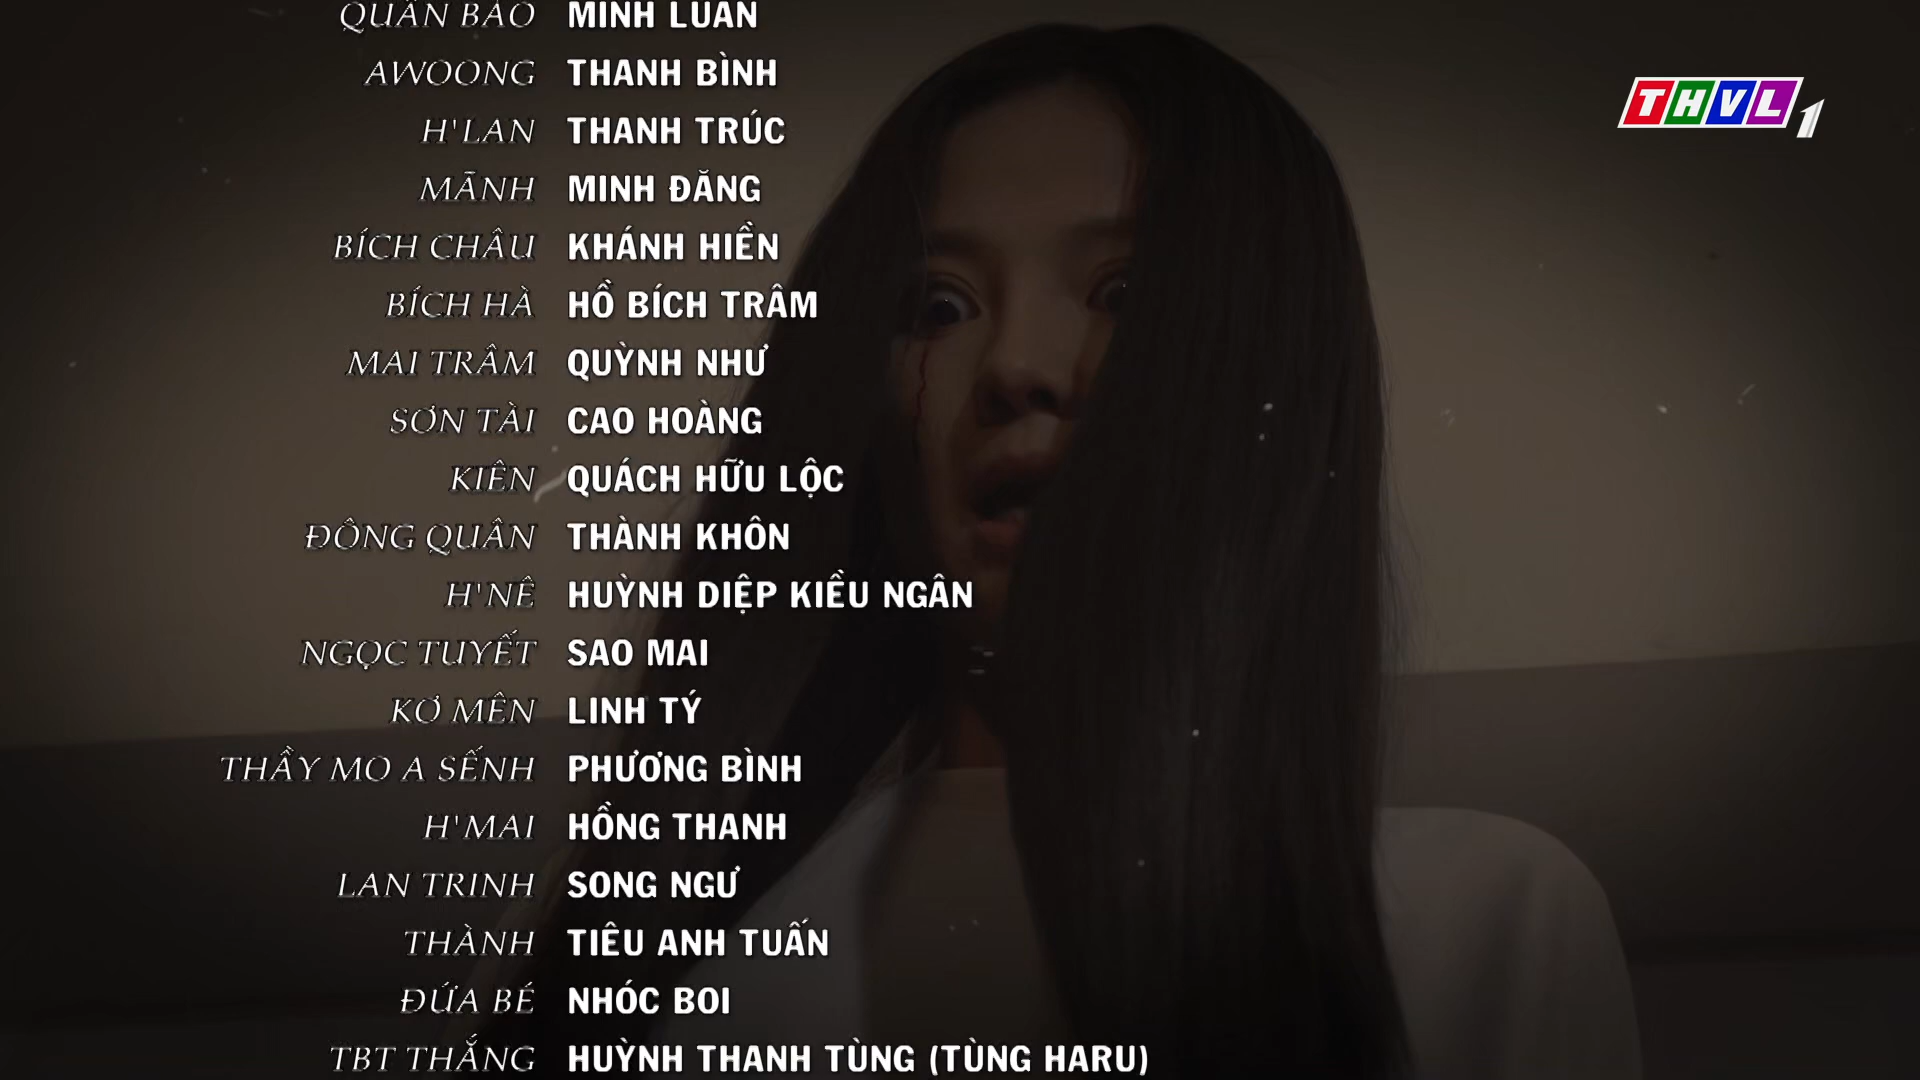 QUÂN BẢO MINH LUÂN
THVL1
AWOONG THANH BÌNH
H'LAN THANH TRÚC
MÃNH MINH ĐĂNG
BÍCH CHÂU KHÁNH HIỀN
BÍCH HÀ HỒ BÍCH TRÂM
MAI TRÂM QUỲNH NHƯ
SƠN TÀI CAO HOÀNG
KIÊN QUÁCH HỮU LỘC
ĐÔNG QUÂN THÀNH KHÔN
H'NÊ HUỲNH DIỆP KIỀU NGÂN
NGỌC TUYẾT SAO MAI
KƠ MÊN LINH TÝ
THẦY MO A SẾNH PHƯƠNG BÌNH
H'MAI HỒNG THANH
LAN TRINH SONG NGƯ
THÀNH TIÊU ANH TUẤN
ĐỨA BÉ NHÓC BOI
TBT THẮNG HUỲNH THANH TÙNG (TÙNG HARU)